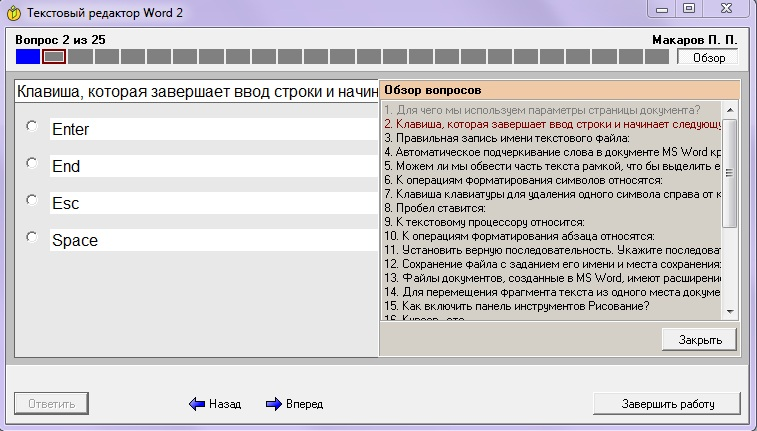 Текстовый редактор Word 2
Вопрос 2 из 25
Макаров П. П.
Обзор
Клавиша, которая завершает ввод строки и начин
Enter
End
Esc
Space
Обзор вопросов
1. Для чего мы используем параметры страницы документа?
2. Клавиша, которая завершает ввод строки и начинает следующу
3. Правильная запись имени текстового файла:
4. Автоматическое подчеркивание слова в документе MS Word кр
5. Можем ли мы обвести часть текста рамкой, что бы выделить е
6. К операциям форматирования символов относятся:
7. Клавиша клавиатуры для удаления одного символа справа от к
8. Пробел ставится:
9. К текстовому процессору относится:
10. К операциям форматирования абзаца относятся:
11. Установить верную последовательность. Укажите последоват
12. Сохранение файла с заданием его имени и места сохранения:
13. Файлы документов, созданные в MS Word, имеют расширение
14. Для перемещения фрагмента текста из одного места докуме
15. Как включить панель инструментов Рисование?
16. Курсор - это
Закрыть
Ответить
Назад
Вперед
Завершить работу